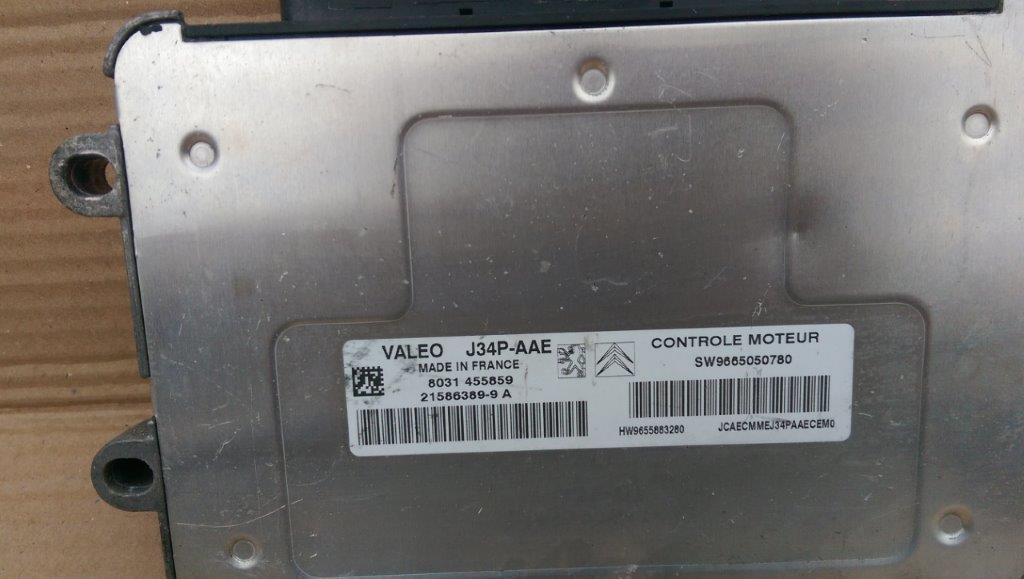 VALEO J34P-AAE
MADE IN FRANCE
8031 455859
21586389-9 A
CONTROLE MOTEUR
SW9665050780
HW9655883280 JCAECMMEJ34PAAECEM0